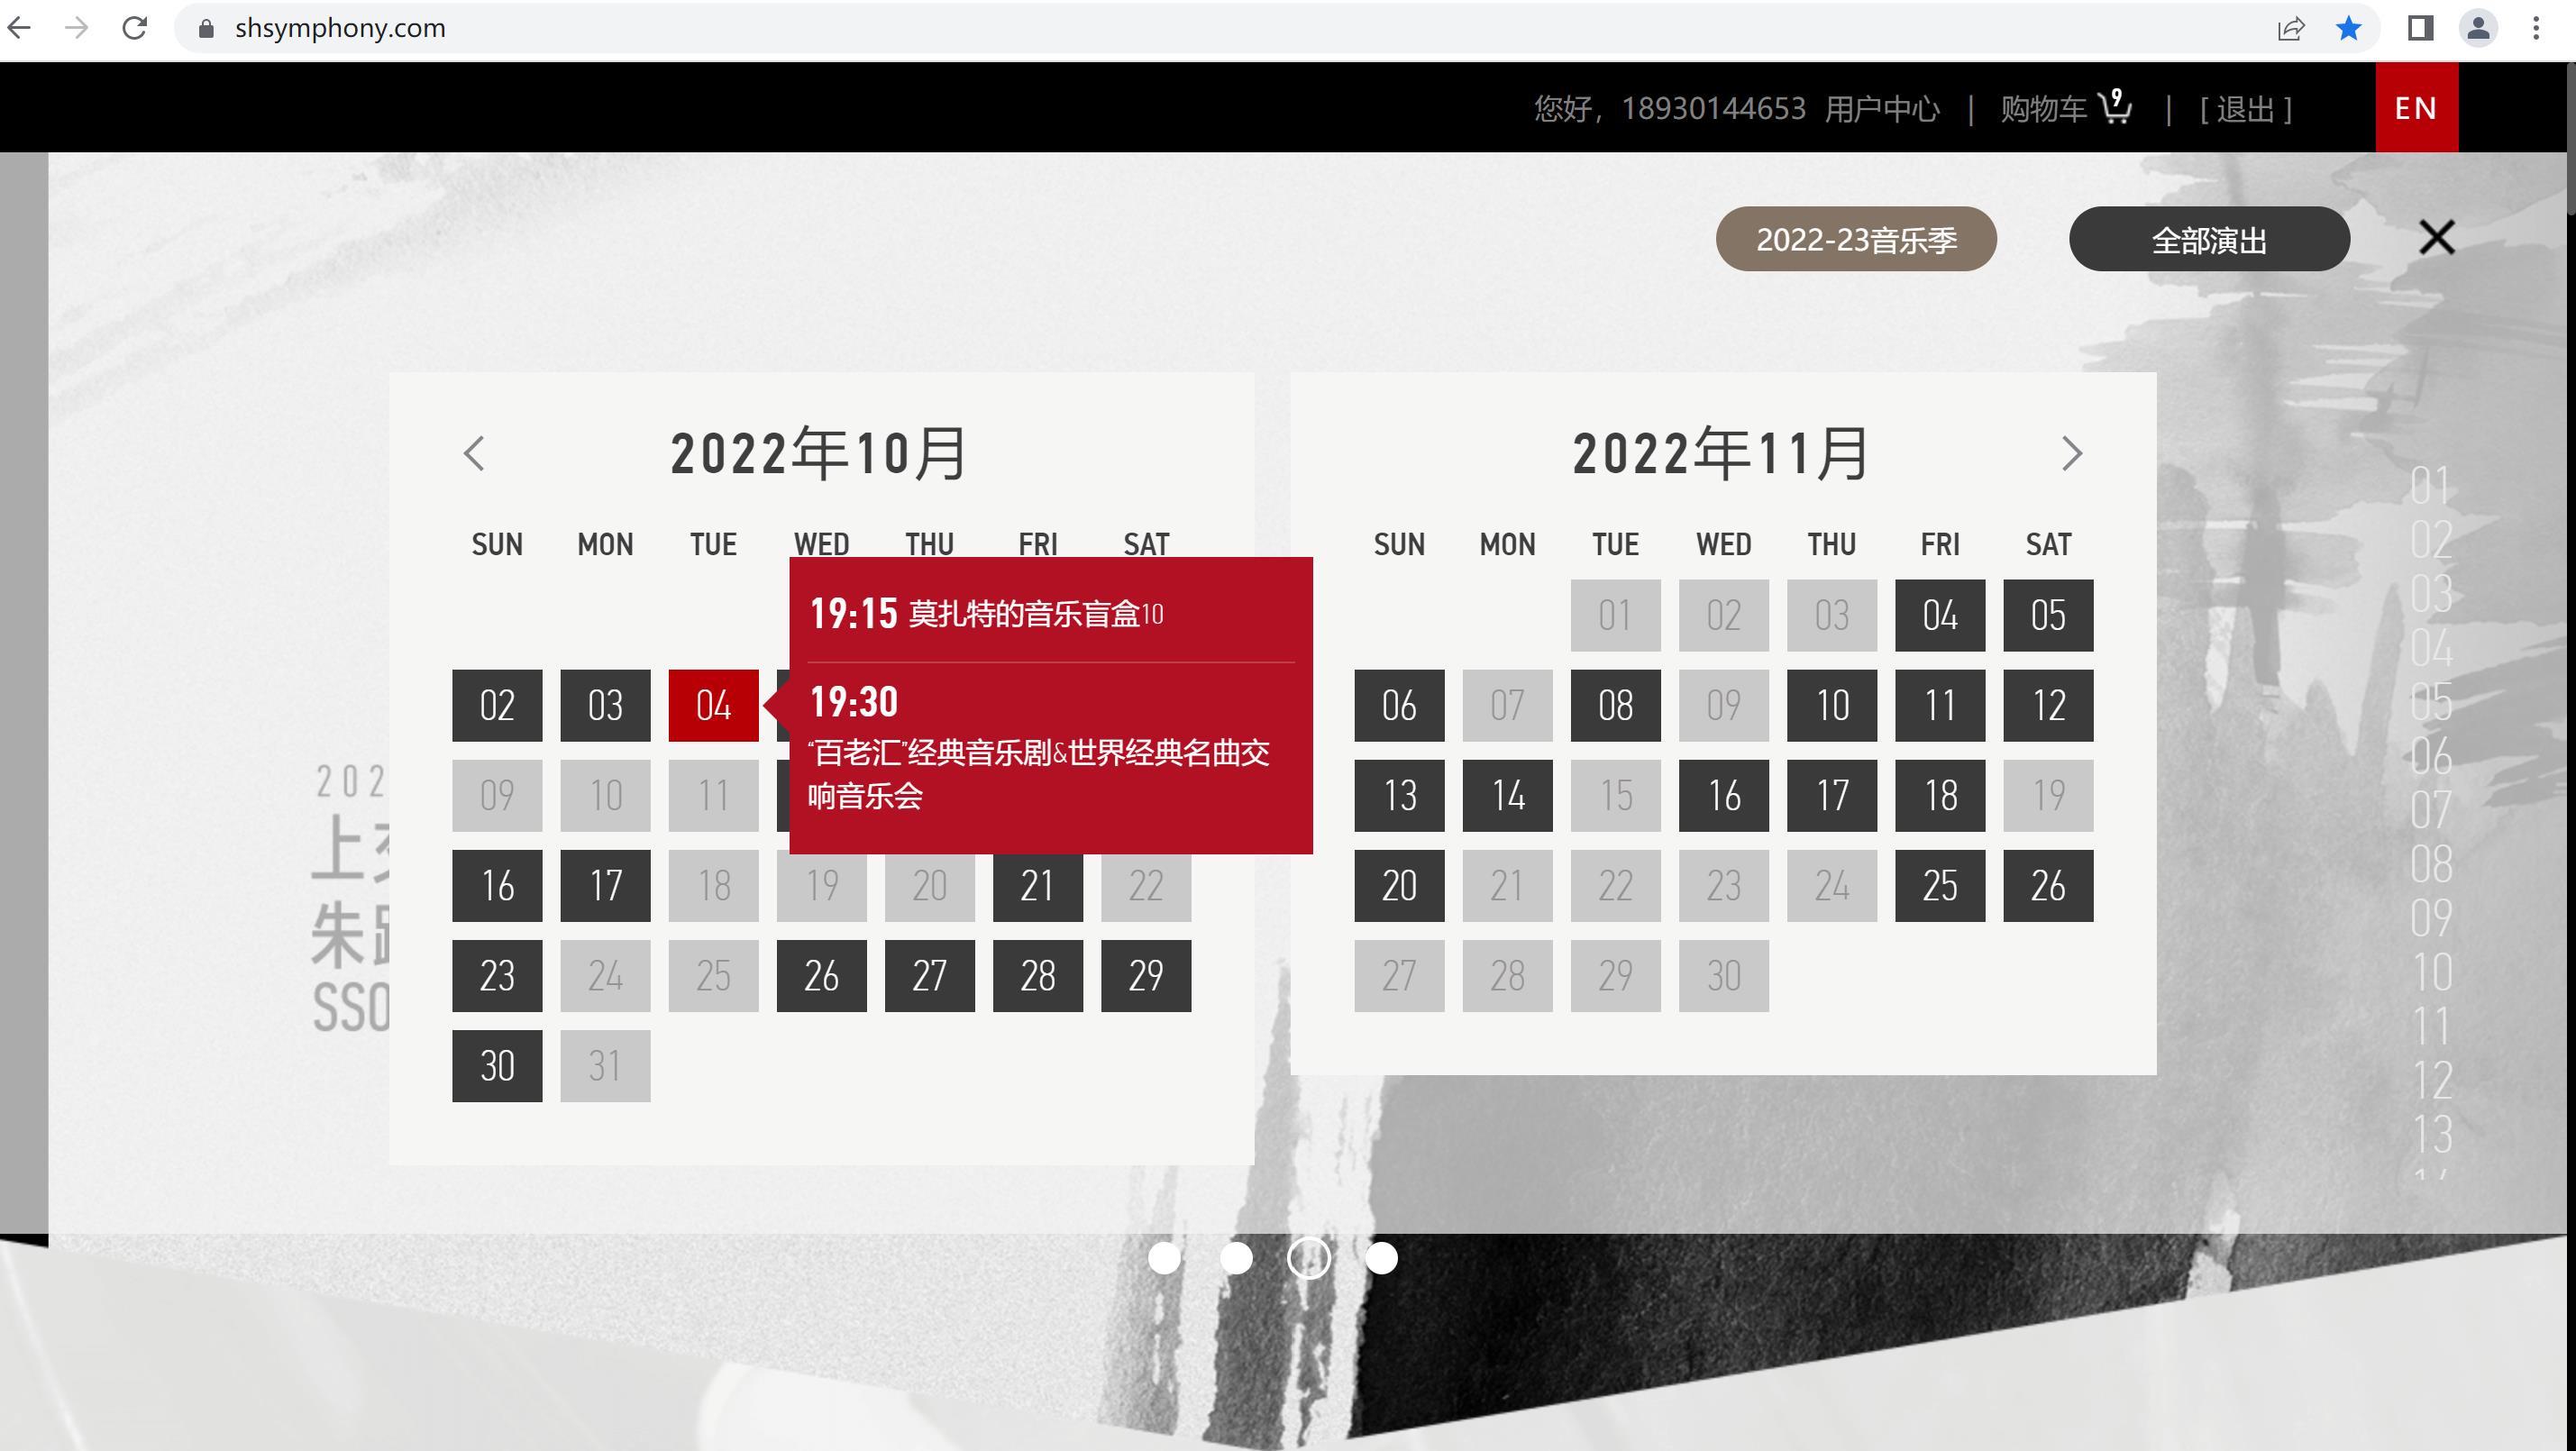 shsymphony.com
您好，18930144653 用户中心 | 购物车 9 | [ 退出 ] EN
2022-23音乐季 全部演出
2022年10月
SUN MON TUE WED THU FRI SAT
19:15 莫扎特的音乐盲盒10
19:30
“百老汇”经典音乐剧&世界经典名曲交
响音乐会
02 03 04
09 10 11
16 17 18 19 20 21 22
23 24 25 26 27 28 29
30 31
2022年11月
SUN MON TUE WED THU FRI SAT
01 02 03 04 05
06 07 08 09 10 11 12
13 14 15 16 17 18 19
20 21 22 23 24 25 26
27 28 29 30
202
上
朱
SSO
01
02
03
04
05
06
07
08
09
10
11
12
13